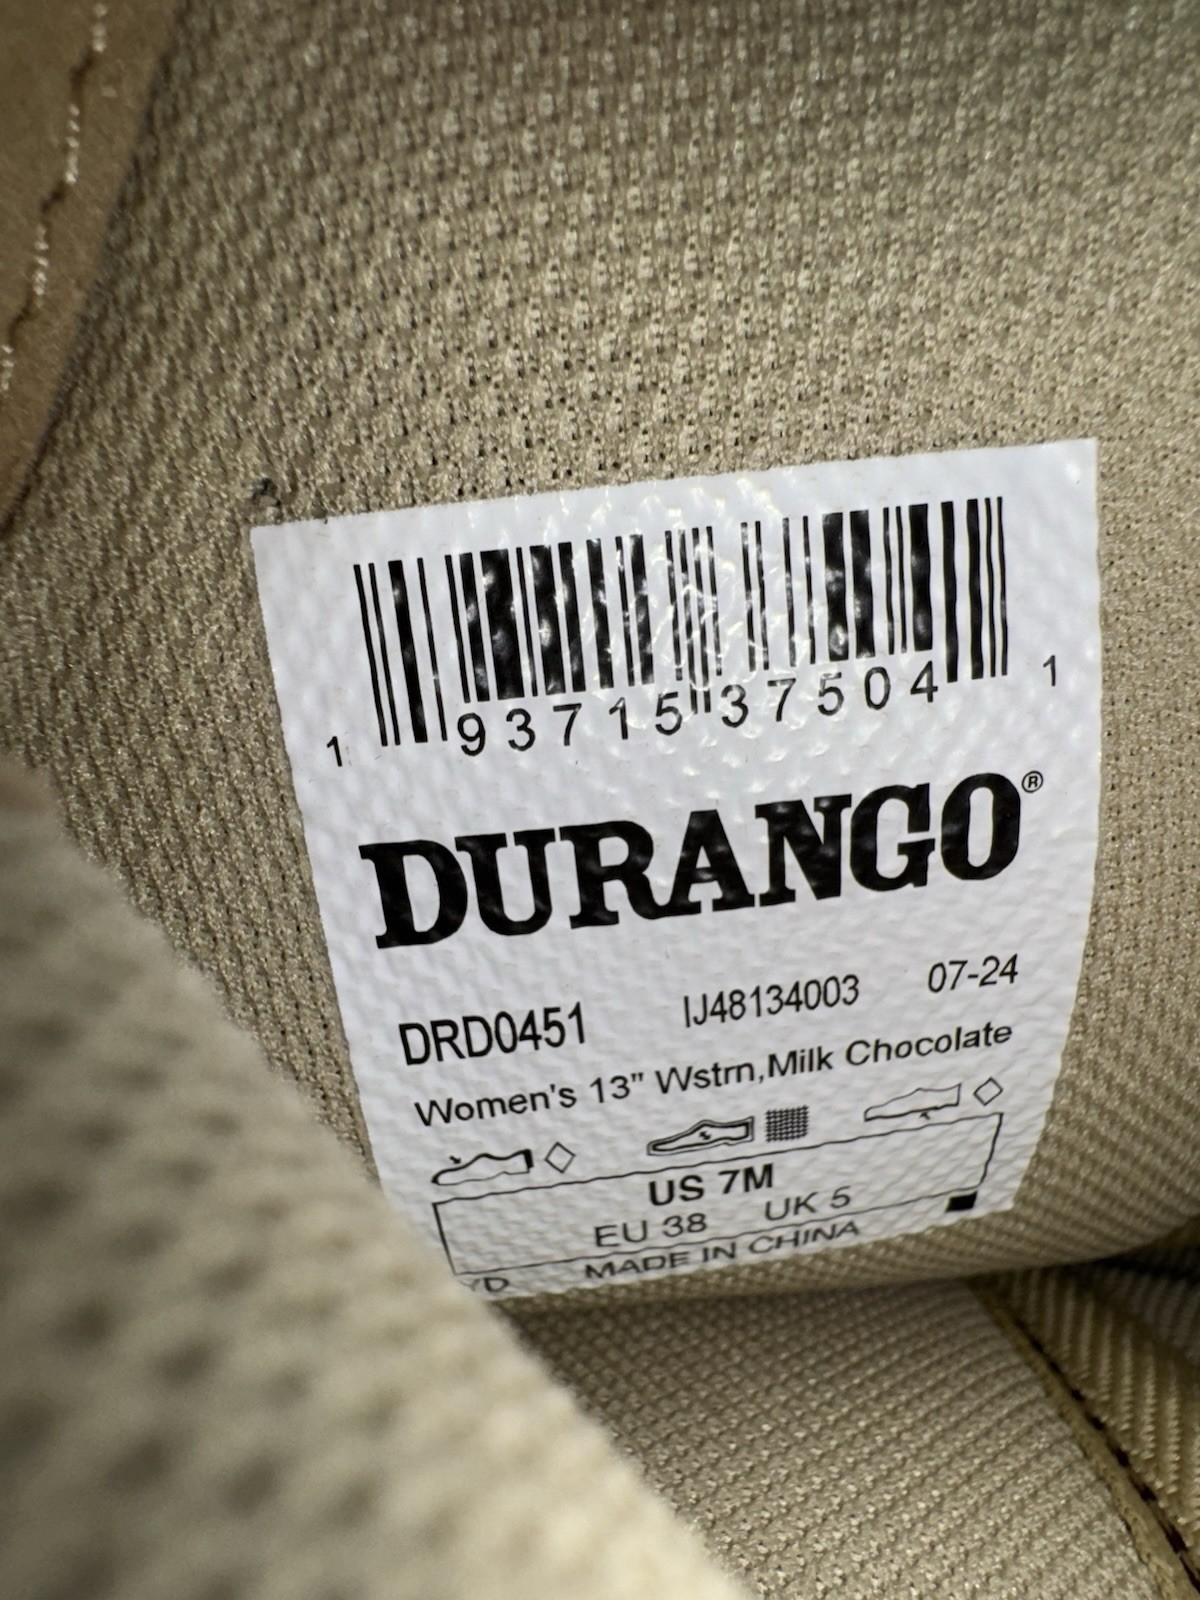 1 93715 37504 1
DURANGO®
DRD0451 IJ48134003 07-24
Women's 13" Wstrn,Milk Chocolate
US 7M
EU 38 UK 5
YD MADE IN CHINA